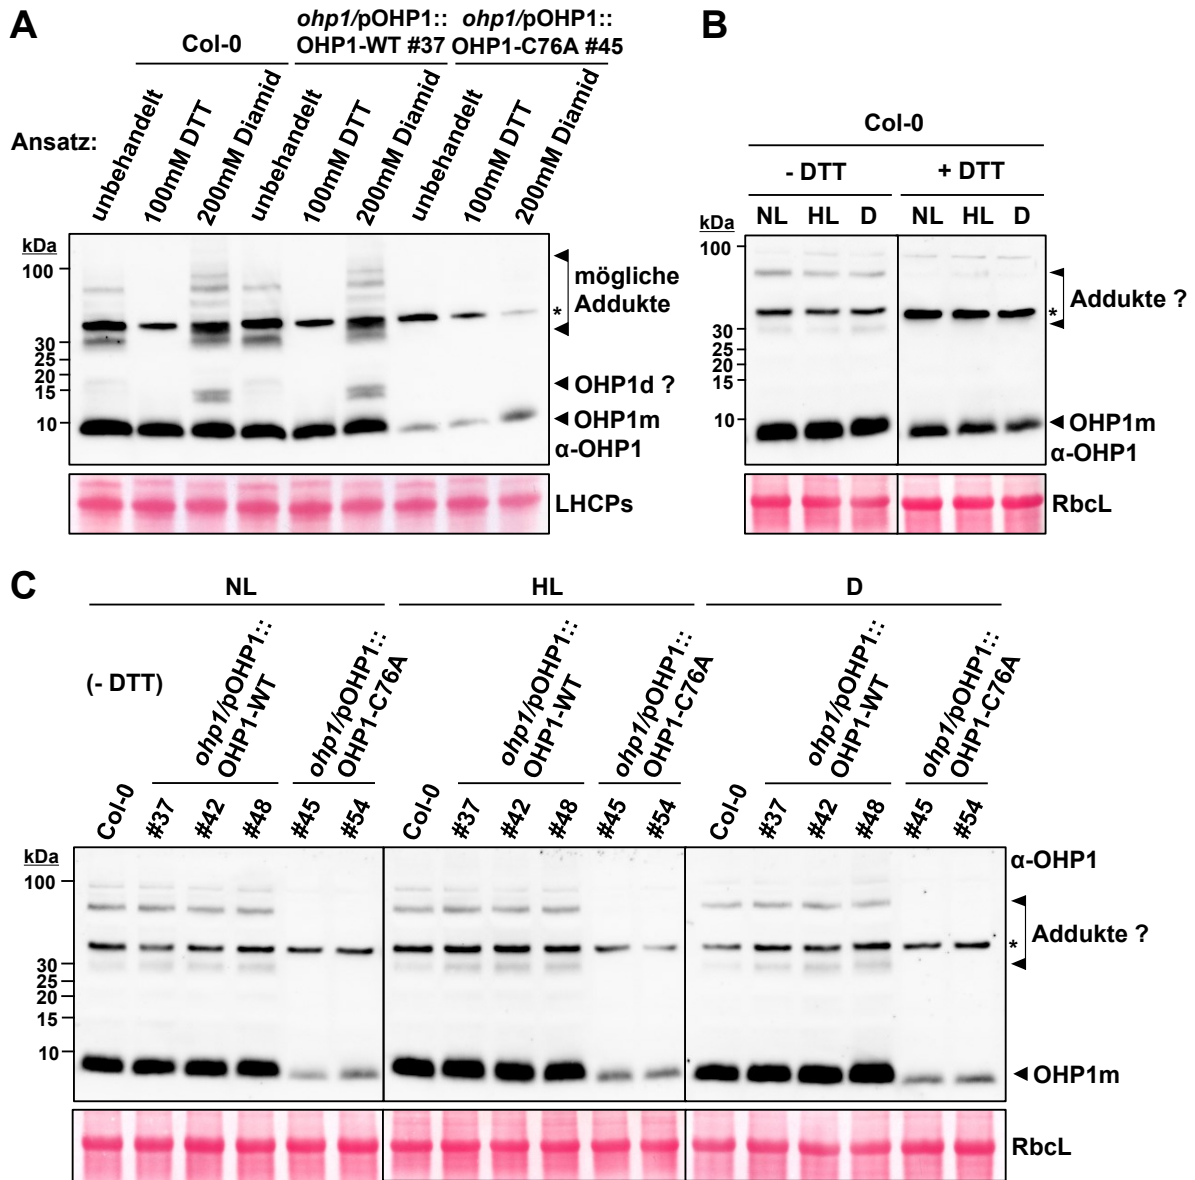 A
Col-0
ohp1/pOHP1::
OHP1-WT #37
ohp1/pOHP1::
OHP1-C76A #45
Ansatz:
unbehandelt
100mM DTT
200mM Diamid
unbehandelt
100mM DTT
200mM Diamid
unbehandelt
100mM DTT
200mM Diamid
kDa
100
30
25
20
15
10
mögliche
Addukte
*
OHP1d ?
OHP1m
α-OHP1
LHCPs
B
Col-0
- DTT
+ DTT
NL HL D NL HL D
kDa
100
30
25
20
15
10
Addukte ?
*
OHP1m
α-OHP1
RbcL
C
NL HL D
(- DTT)
ohp1/pOHP1::
OHP1-WT
ohp1/pOHP1::
OHP1-C76A
ohp1/pOHP1::
OHP1-WT
ohp1/pOHP1::
OHP1-C76A
ohp1/pOHP1::
OHP1-WT
ohp1/pOHP1::
OHP1-C76A
Col-0 #37 #42 #48 #45 #54 Col-0 #37 #42 #48 #45 #54 Col-0 #37 #42 #48 #45 #54
kDa
100
30
25
20
15
10
α-OHP1
Addukte ?
*
OHP1m
RbcL